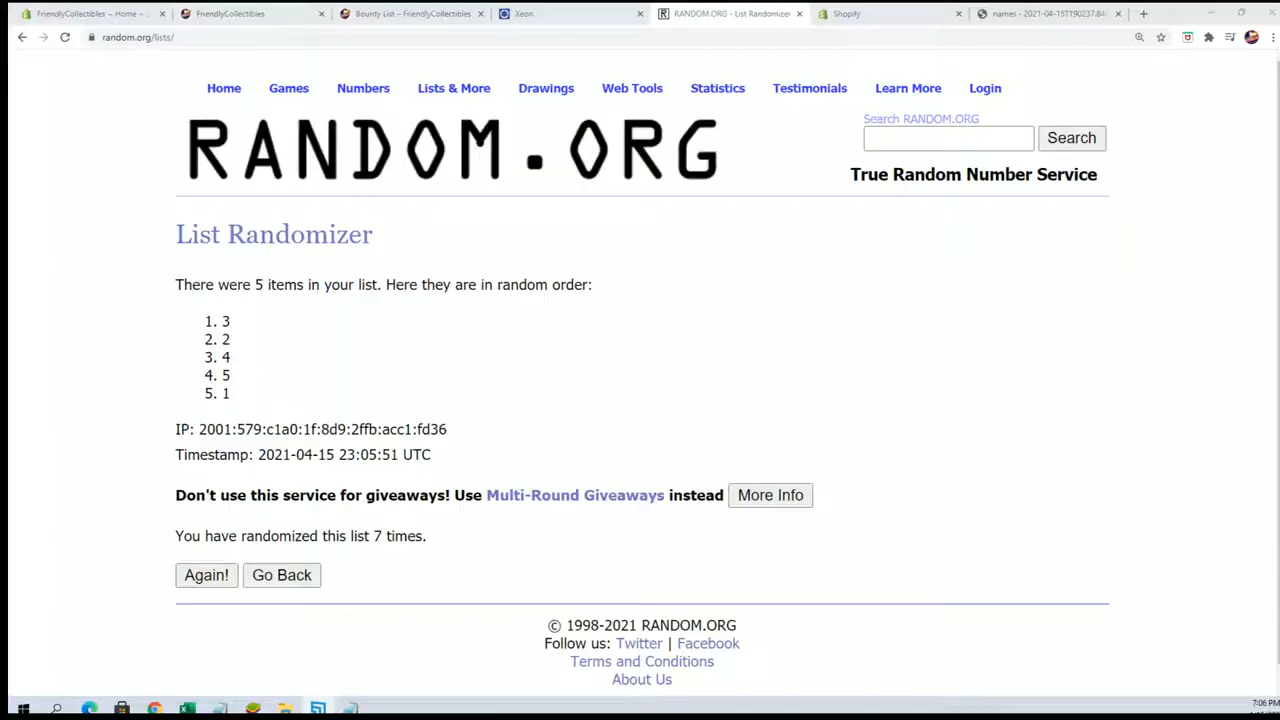 FriendlyCollectibles ~ Home ~
FriendlyCollectibles
Bounty List – FriendlyCollectibles
Xeon
RANDOM.ORG - List Randomizer
Shopify
names - 2021-04-15T190237.84
random.org/lists/
Home Games Numbers Lists & More Drawings Web Tools Statistics Testimonials Learn More Login
RANDOM.ORG
Search RANDOM.ORG
Search
True Random Number Service
List Randomizer
There were 5 items in your list. Here they are in random order:
1. 3
2. 2
3. 4
4. 5
5. 1
IP: 2001:579:c1a0:1f:8d9:2ffb:acc1:fd36
Timestamp: 2021-04-15 23:05:51 UTC
Don't use this service for giveaways! Use Multi-Round Giveaways instead More Info
You have randomized this list 7 times.
Again! Go Back
© 1998-2021 RANDOM.ORG
Follow us: Twitter | Facebook
Terms and Conditions
About Us
7:06 PM